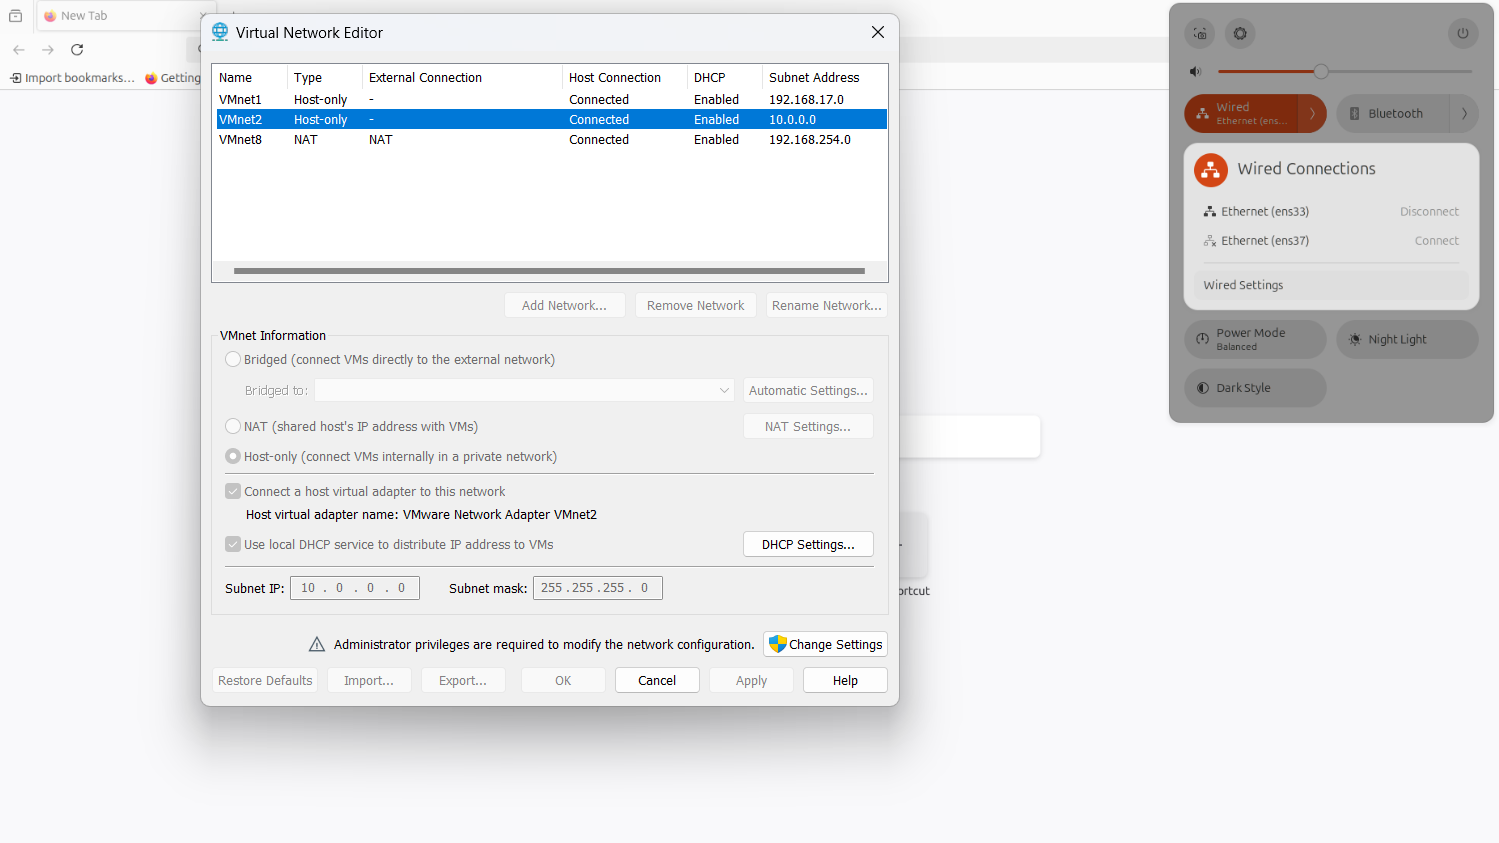 New Tab
Import bookmarks...
Getting
Virtual Network Editor
Name Type External Connection Host Connection DHCP Subnet Address
VMnet1 Host-only - Connected Enabled 192.168.17.0
VMnet2 Host-only - Connected Enabled 10.0.0.0
VMnet8 NAT NAT Connected Enabled 192.168.254.0
Add Network... Remove Network Rename Network...
VMnet Information
Bridged (connect VMs directly to the external network)
Bridged to: Automatic Settings...
NAT (shared host's IP address with VMs) NAT Settings...
Host-only (connect VMs internally in a private network)
Connect a host virtual adapter to this network
Host virtual adapter name: VMware Network Adapter VMnet2
Use local DHCP service to distribute IP address to VMs DHCP Settings...
Subnet IP: 10 . 0 . 0 . 0 Subnet mask: 255 . 255 . 255 . 0
Administrator privileges are required to modify the network configuration. Change Settings
Restore Defaults Import... Export... OK Cancel Apply Help
ortcut
Wired
Ethernet (ens...
Bluetooth
Wired Connections
Ethernet (ens33) Disconnect
Ethernet (ens37) Connect
Wired Settings
Power Mode
Balanced
Night Light
Dark Style